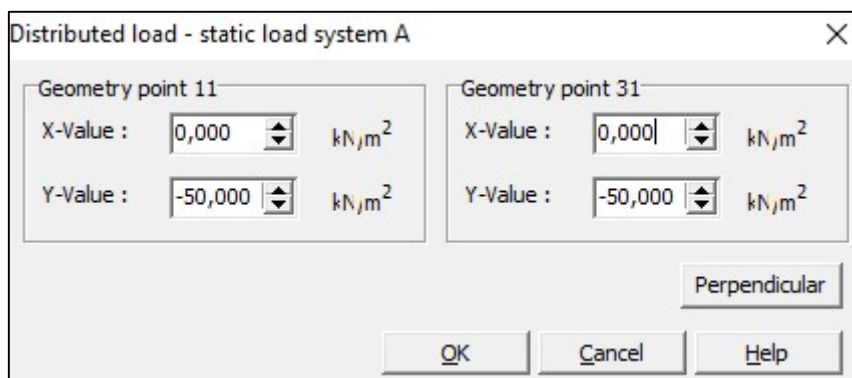 Distributed load - static load system A
Geometry point 11
X-Value : 0,000 kN/m²
Y-Value : -50,000 kN/m²
Geometry point 31
X-Value : 0,000 kN/m²
Y-Value : -50,000 kN/m²
Perpendicular
OK Cancel Help